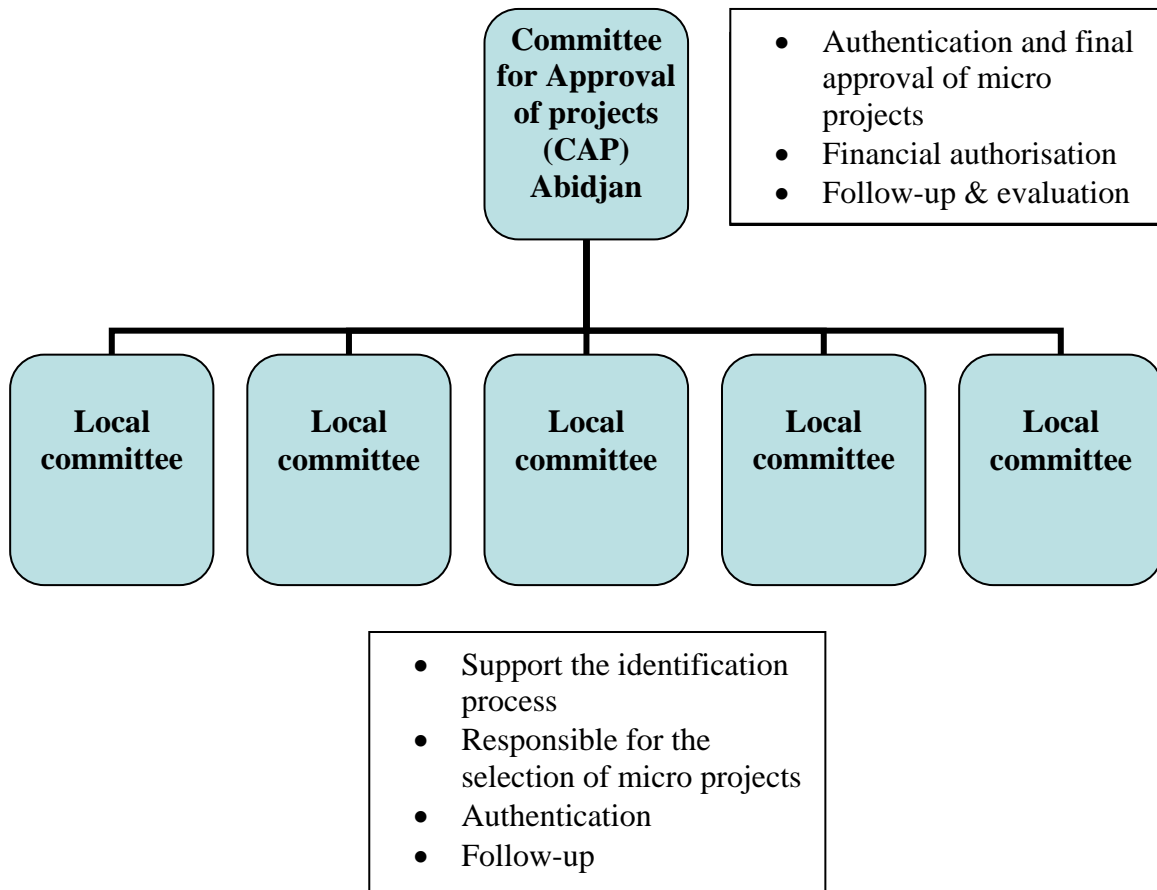 Committee
for Approval
of projects
(CAP)
Abidjan
• Authentication and final
approval of micro
projects
• Financial authorisation
• Follow-up & evaluation
Local
committee
Local
committee
Local
committee
Local
committee
Local
committee
• Support the identification
process
• Responsible for the
selection of micro projects
• Authentication
• Follow-up